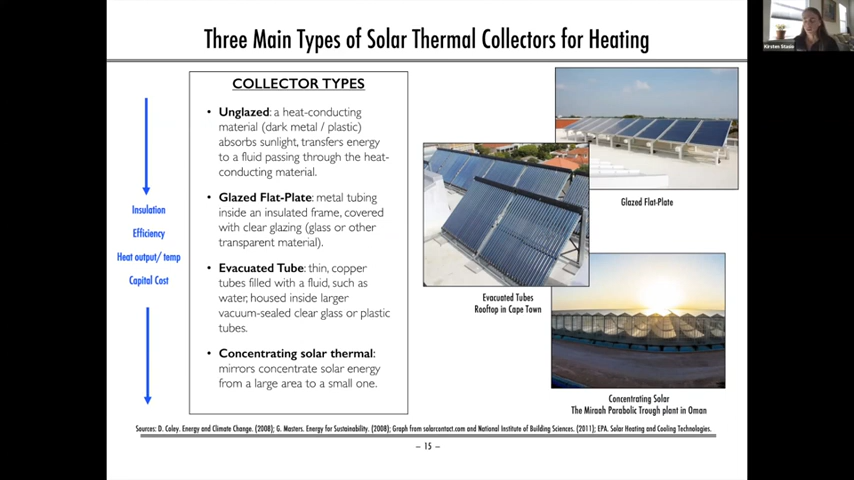 Three Main Types of Solar Thermal Collectors for Heating
Kirsten Stasio
COLLECTOR TYPES
• Unglazed: a heat-conducting
material (dark metal / plastic)
absorbs sunlight, transfers energy
to a fluid passing through the heat-
conducting material.
• Glazed Flat-Plate: metal tubing
inside an insulated frame, covered
with clear glazing (glass or other
transparent material).
• Evacuated Tube: thin, copper
tubes filled with a fluid, such as
water, housed inside larger
vacuum-sealed clear glass or plastic
tubes.
• Concentrating solar thermal:
mirrors concentrate solar energy
from a large area to a small one.
Insulation
Efficiency
Heat output/ temp
Capital Cost
Glazed Flat-Plate
Evacuated Tubes
Rooftop in Cape Town
Concentrating Solar
The Miraah Parabolic Trough plant in Oman
Sources: D. Coley. Energy and Climate Change. (2008); G. Masters. Energy for Sustainability. (2008); Graph from solarcontact.com and National Institute of Building Sciences. (2011); EPA. Solar Heating and Cooling Technologies.
– 15 –